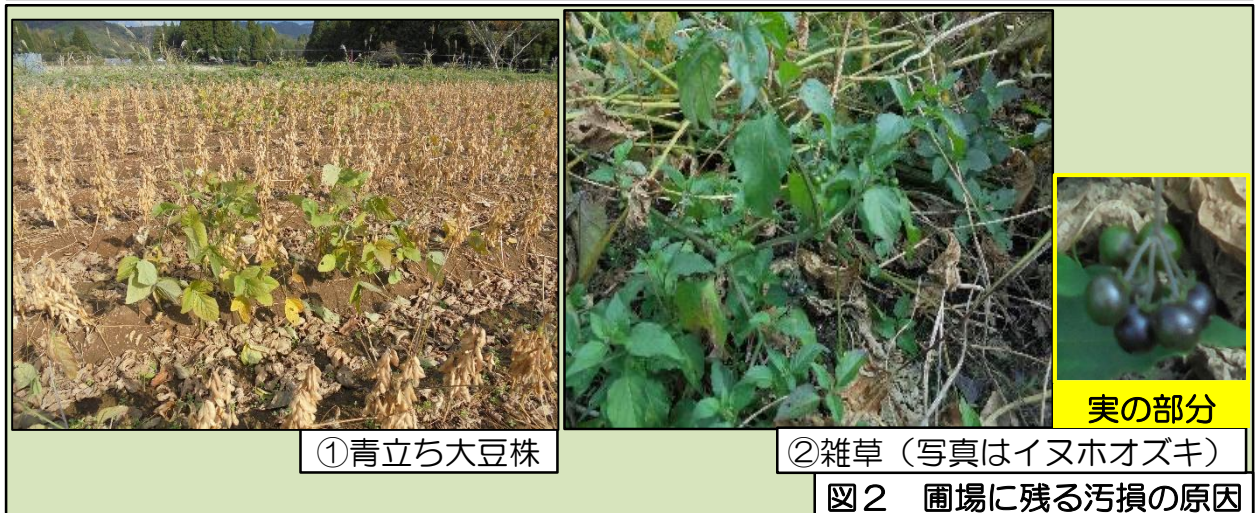 実の部分
①青立ち大豆株
②雑草（写真はイヌホオズキ）
図２　圃場に残る汚損の原因